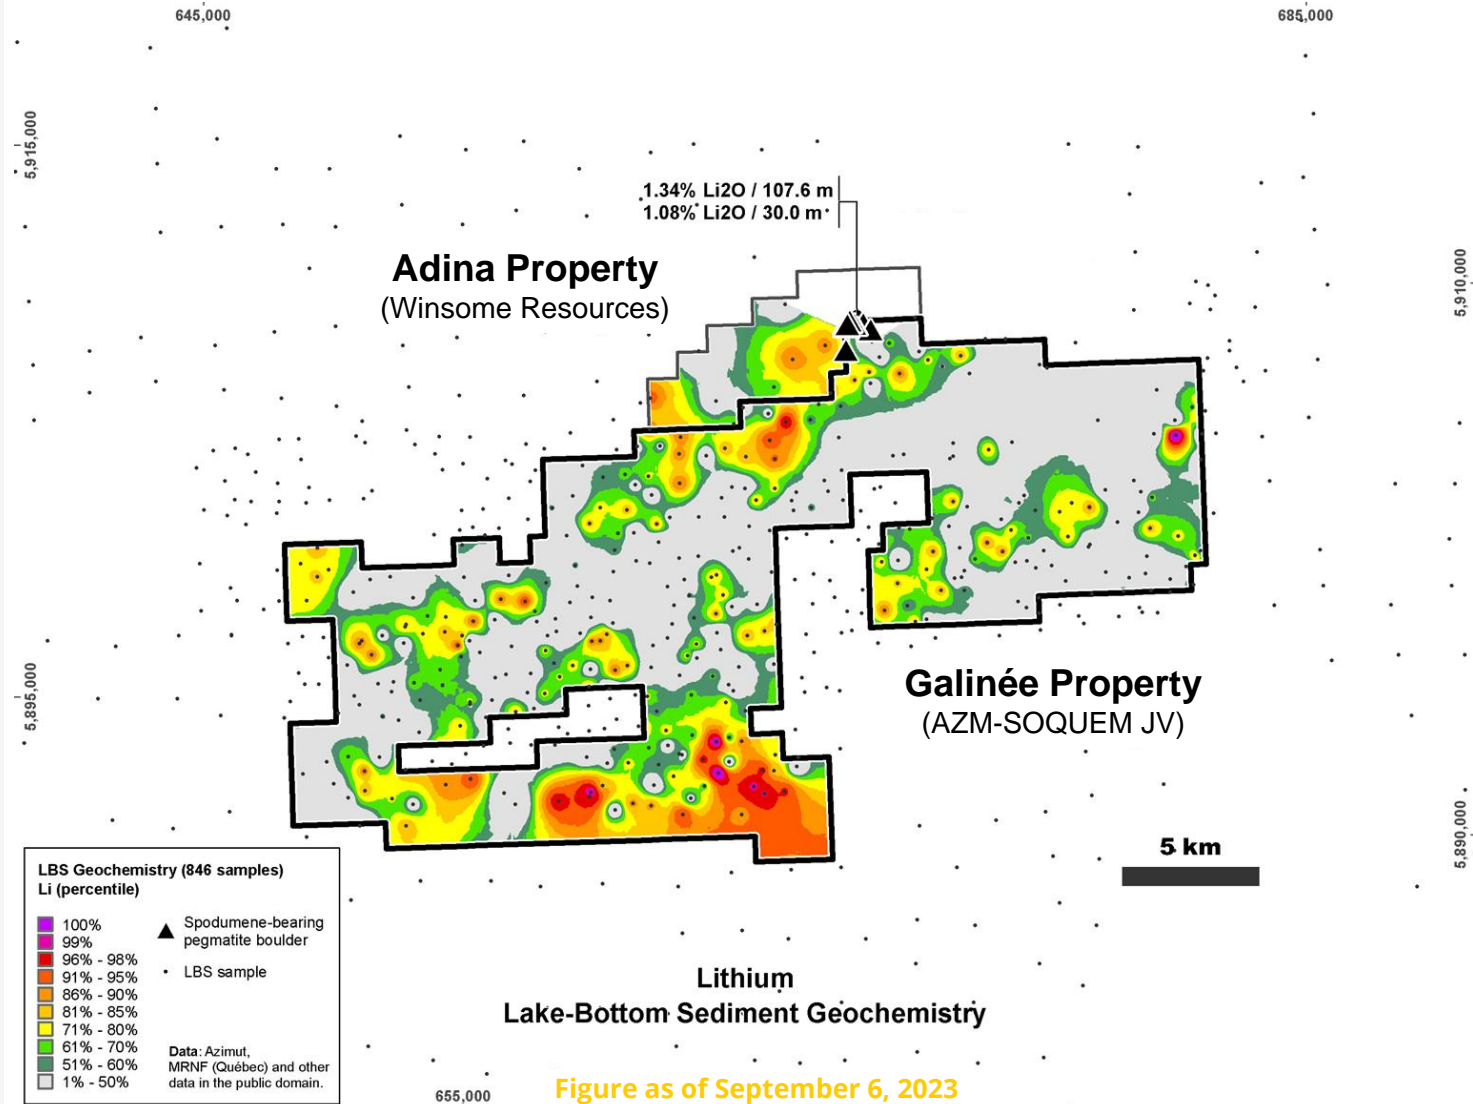 645,000
685,000
5,915,000
1.34% Li2O / 107.6 m
1.08% Li2O / 30.0 m
Adina Property
(Winsome Resources)
5,910,000
5,895,000
Galinée Property
(AZM-SOQUEM JV)
5 km
5,890,000
LBS Geochemistry (846 samples)
Li (percentile)
100%
99%
96% - 98%
91% - 95%
86% - 90%
81% - 85%
71% - 80%
61% - 70%
51% - 60%
1% - 50%
Spodumene-bearing
pegmatite boulder
LBS sample
Data: Azimut,
MRNF (Québec) and other
data in the public domain.
Lithium
Lake-Bottom Sediment Geochemistry
655,000
Figure as of September 6, 2023